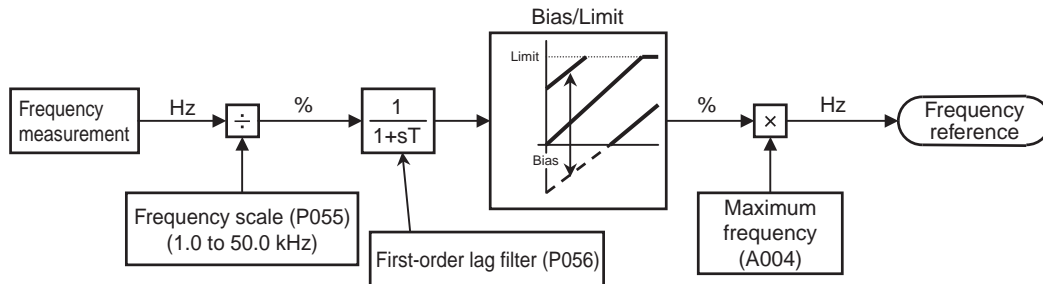 Bias/Limit
Limit
Bias
Frequency
measurement
Hz
÷
%
1
1+sT
%
×
Hz
Frequency
reference
Frequency scale (P055)
(1.0 to 50.0 kHz)
First-order lag filter (P056)
Maximum
frequency
(A004)